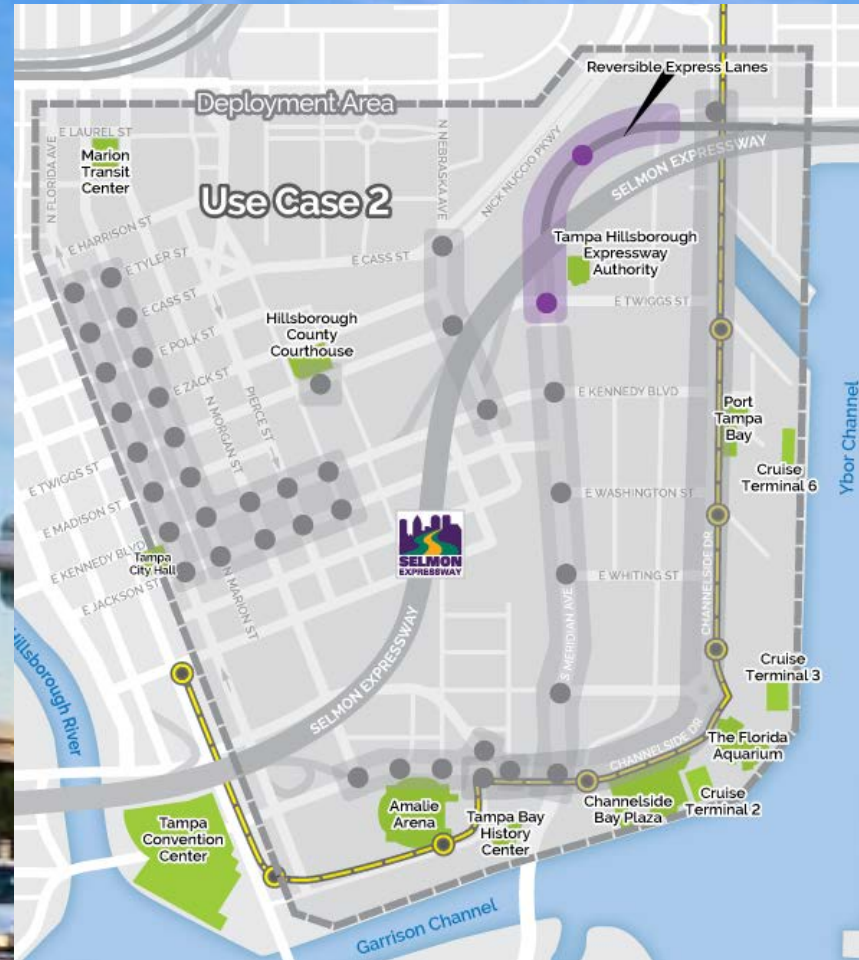 Reversible Express Lanes
Deployment Area
E LAUREL ST
Marion
Transit
Center
N FLORIDA AVE
N NEBRASKA AVE
NICK NUCCIO PKWY
SELMON EXPRESSWAY
Use Case 2
E HARRISON ST
E TYLER ST
E CASS ST
E CASS ST
Tampa Hillsborough
Expressway
Authority
E TWIGGS ST
Hillsborough
County
Courthouse
E POLK ST
E ZACK ST
PIERCE ST
N MORGAN ST
E KENNEDY BLVD
Port
Tampa
Bay
Cruise
Terminal 6
Ybor Channel
E TWIGGS ST
E MADISON ST
E KENNEDY BLVD
E JACKSON ST
Tampa
City Hall
N MARION ST
E WASHINGTON ST
SELMON
EXPRESSWAY
E WHITING ST
CHANNELSIDE DR
S MERIDIAN AVE
SELMON EXPRESSWAY
Hillsborough River
Cruise
Terminal 3
The Florida
Aquarium
CHANNELSIDE DR
Cruise
Terminal 2
Channelside
Bay Plaza
Amalie
Arena
Tampa Bay
History
Center
Tampa
Convention
Center
Garrison Channel